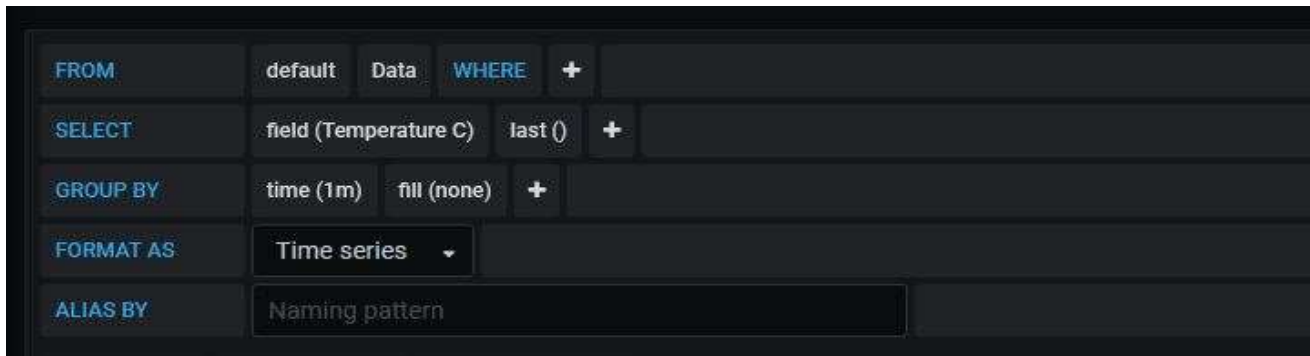 FROM default Data WHERE +
SELECT field (Temperature C) last () +
GROUP BY time (1m) fill (none) +
FORMAT AS Time series
ALIAS BY Naming pattern